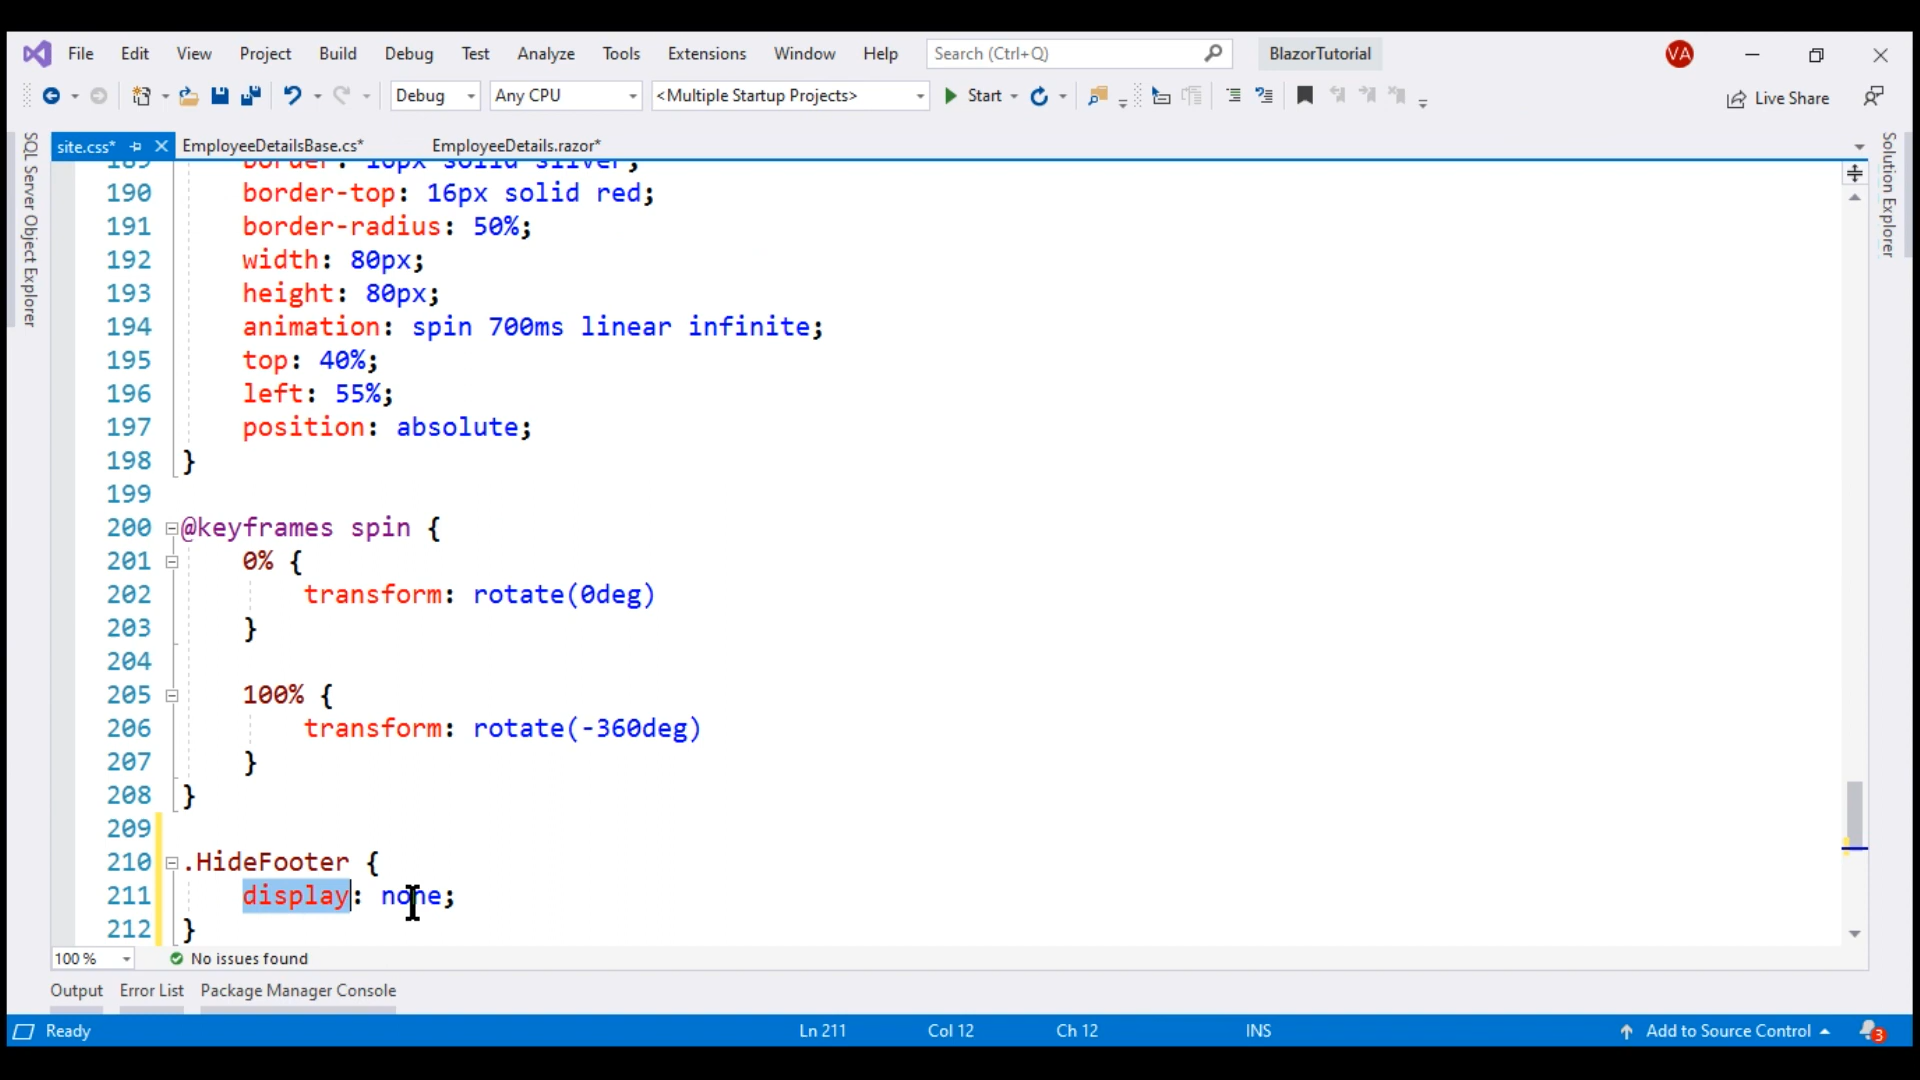 File Edit View Project Build Debug Test Analyze Tools Extensions Window Help Search (Ctrl+Q) BlazorTutorial VA
Debug Any CPU <Multiple Startup Projects> Start Live Share
SQL Server Object Explorer
Solution Explorer
site.css* EmployeeDetailsBase.cs* EmployeeDetails.razor*
189 border: 16px solid silver;
190 border-top: 16px solid red;
191 border-radius: 50%;
192 width: 80px;
193 height: 80px;
194 animation: spin 700ms linear infinite;
195 top: 40%;
196 left: 55%;
197 position: absolute;
198 }
199
200 @keyframes spin {
201 0% {
202 transform: rotate(0deg)
203 }
204
205 100% {
206 transform: rotate(-360deg)
207 }
208 }
209
210 .HideFooter {
211 display: none;
212 }
100 % No issues found
Output Error List Package Manager Console
Ready Ln 211 Col 12 Ch 12 INS Add to Source Control 3